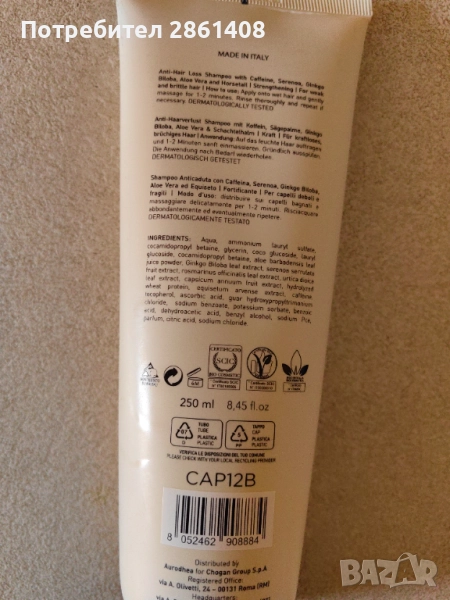 Потребител 2861408
MADE IN ITALY
Anti-Hair Loss Shampoo with Caffeine, Serenoa, Ginkgo
Biloba, Aloe Vera and Horsetail | Strengthening | For weak
and brittle hair | How to use: Apply onto wet hair and gently
massage for 1-2 minutes. Rinse thoroughly and repeat if
necessary. DERMATOLOGICALLY TESTED
Anti-Haarverlust Shampoo mit Koffein, Sägepalme, Ginkgo
Biloba, Aloe Vera & Schachtelhalm | Kraft | Für kraftloses,
brüchiges Haar | Anwendung: Auf das feuchte Haar auftragen
und 1-2 Minuten sanft einmassieren. Gründlich ausspülen.
Die Anwendung nach Bedarf wiederholen.
DERMATOLOGISCH GETESTET
Shampoo Anticaduta con Caffeina, Serenoa, Ginkgo Biloba,
Aloe Vera ed Equiseto | Fortificante | Per capelli deboli e
fragili | Modo d'uso: distribuire sui capelli bagnati e
massaggiare delicatamente per 1-2 minuti. Risciacquare
abbondantemente ed eventualmente ripetere.
DERMATOLOGICAMENTE TESTATO
INGREDIENTS: Aqua, ammonium lauryl sulfate,
cocamidopropyl betaine, glycerin, coco glucoside, lauryl
glucoside, cocamidopropyl betaine, aloe barbadensis leaf
juice powder, Ginkgo Biloba leaf extract, serenoa serrulata
fruit extract, rosmarinus officinalis leaf extract, urtica dioica
leaf extract, capsicum annuum fruit extract, hydrolyzed
wheat protein, equisetum arvense extract, caffeine,
tocopherol, ascorbic acid, guar hydroxypropyltrimonium
chloride, sodium benzoate, potassium sorbate, benzoic
acid, dehydroacetic acid, benzyl alcohol, sodium
parfum, citric acid, sodium chloride
CERTIFICATO
SCIC
BIO COSMETIC
250 ml 8,45 fl.oz
07
TUBO
TUBE
PLASTICA
PLASTIC
5
PP
TAPPO
CAP
PLASTICA
PLASTIC
VERIFICA LE DISPOSIZIONI DEL TUO COMUNE
PLEASE CHECK WITH YOUR LOCAL RECYCLING PROVIDER
CAP12B
8 052462 908884
Distributed by
Aurodhea for Chogan Group S.p.A
Registered Office:
via A. Olivetti, 24 - 00131 Roma (RM)
Headquarters:
bazar